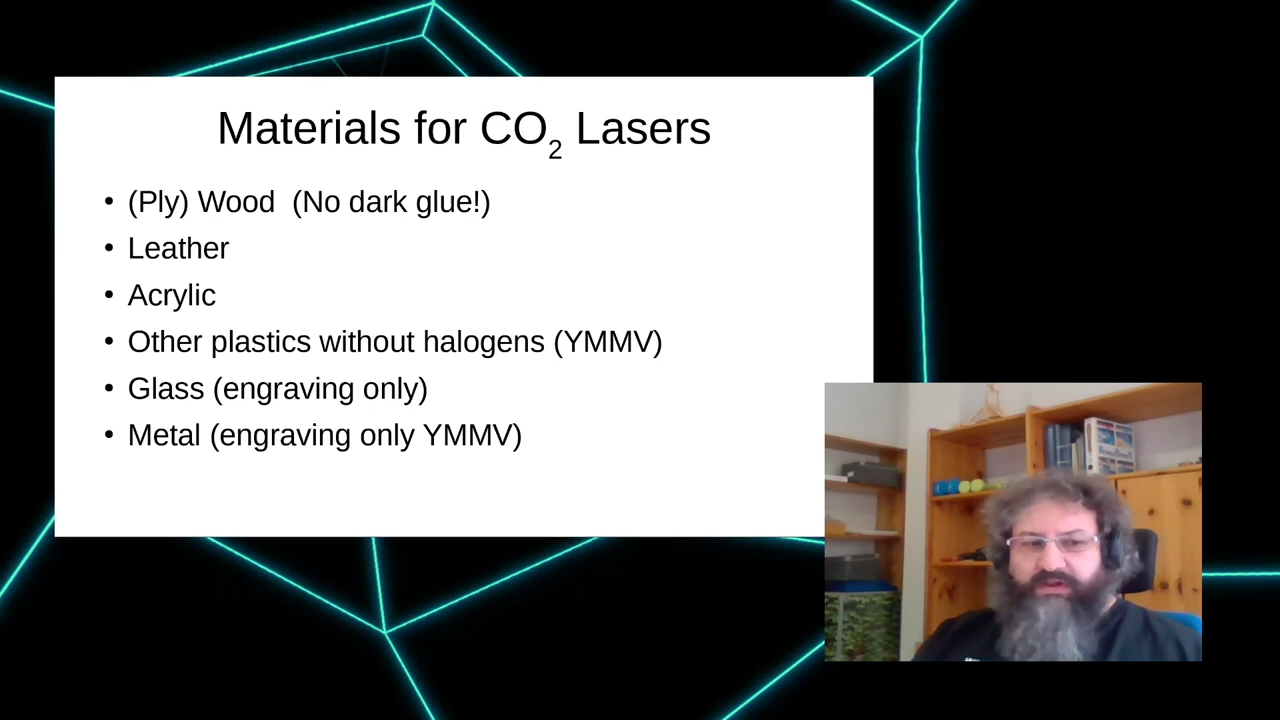 Materials for CO2 Lasers
• (Ply) Wood  (No dark glue!)
• Leather
• Acrylic
• Other plastics without halogens (YMMV)
• Glass (engraving only)
• Metal (engraving only YMMV)